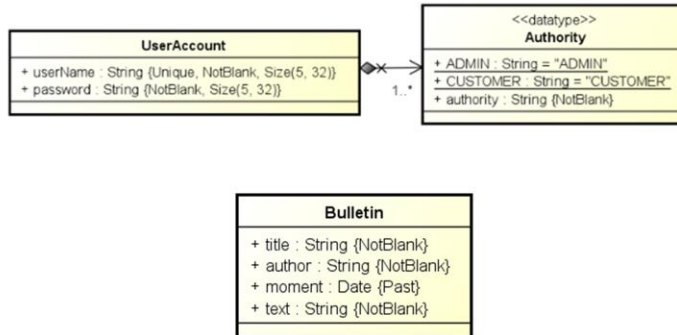 UserAccount
+ userName : String {Unique, NotBlank, Size(5, 32)}
+ password : String {NotBlank, Size(5, 32)}
1..*
<<datatype>>
Authority
+ ADMIN : String = "ADMIN"
+ CUSTOMER : String = "CUSTOMER"
+ authority : String {NotBlank}
Bulletin
+ title : String {NotBlank}
+ author : String {NotBlank}
+ moment : Date {Past}
+ text : String {NotBlank}